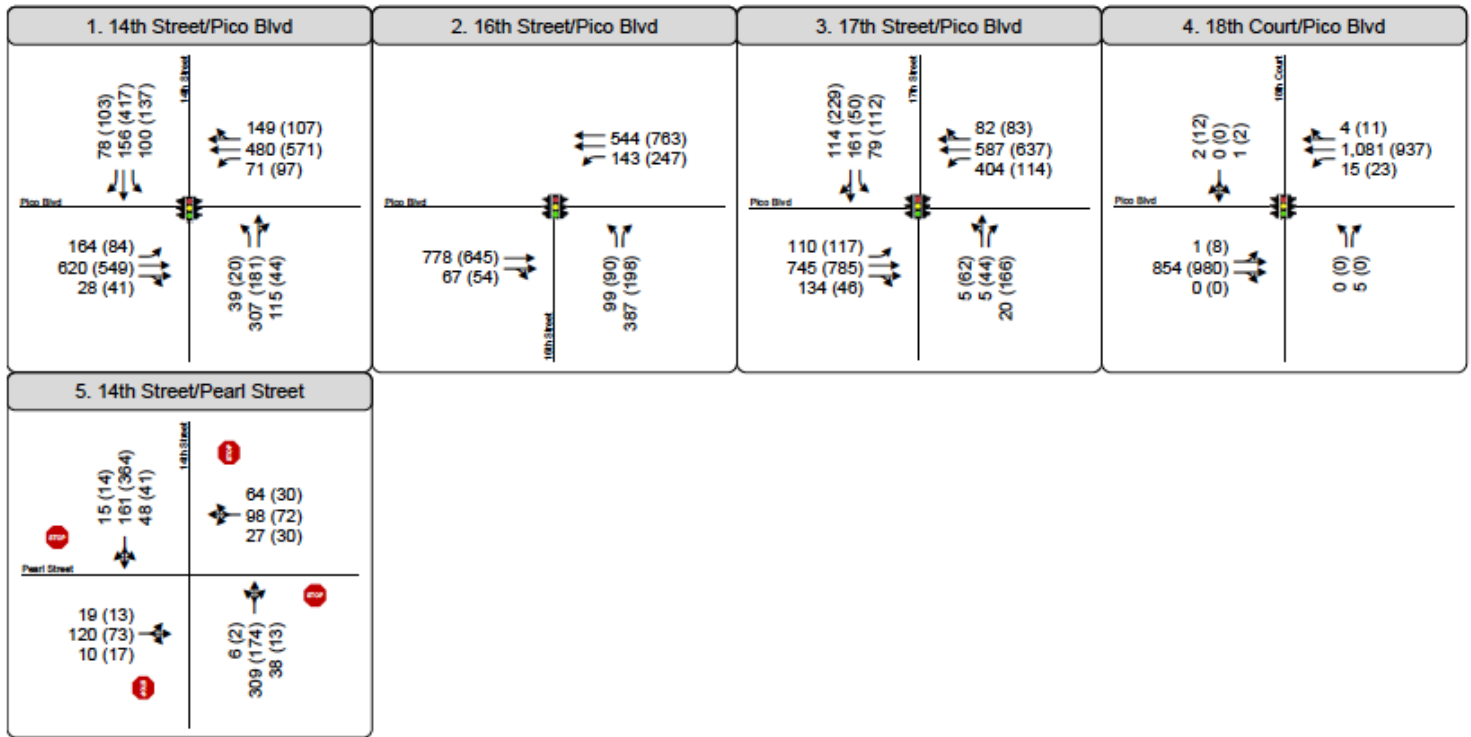 1. 14th Street/Pico Blvd
14th Street
78 (103)
156 (417)
100 (137)
149 (107)
480 (571)
71 (97)
Pico Blvd
164 (84)
620 (549)
28 (41)
39 (20)
307 (181)
115 (44)
2. 16th Street/Pico Blvd
544 (763)
143 (247)
Pico Blvd
778 (645)
67 (54)
99 (90)
387 (198)
16th Street
3. 17th Street/Pico Blvd
17th Street
114 (229)
161 (50)
79 (112)
82 (83)
587 (637)
404 (114)
Pico Blvd
110 (117)
745 (785)
134 (46)
5 (62)
5 (44)
20 (166)
4. 18th Court/Pico Blvd
18th Court
2 (12)
0 (0)
1 (2)
4 (11)
1,081 (937)
15 (23)
Pico Blvd
1 (8)
854 (980)
0 (0)
0 (0)
5 (0)
5. 14th Street/Pearl Street
14th Street
STOP
15 (14)
161 (364)
48 (41)
64 (30)
98 (72)
27 (30)
STOP
Pearl Street
STOP
19 (13)
120 (73)
10 (17)
6 (2)
309 (174)
38 (13)
STOP